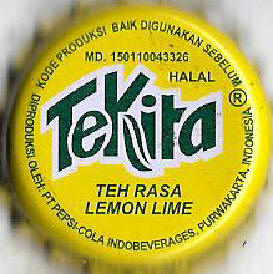 KODE PRODUKSI BAIK DIGUNAKAN SEBELUM
MD. 150110043326
HALAL
TeKita®
TEH RASA
LEMON LIME
DIPRODUKSI OLEH: PT PEPSI-COLA INDOBEVERAGES, PURWAKARTA, INDONESIA